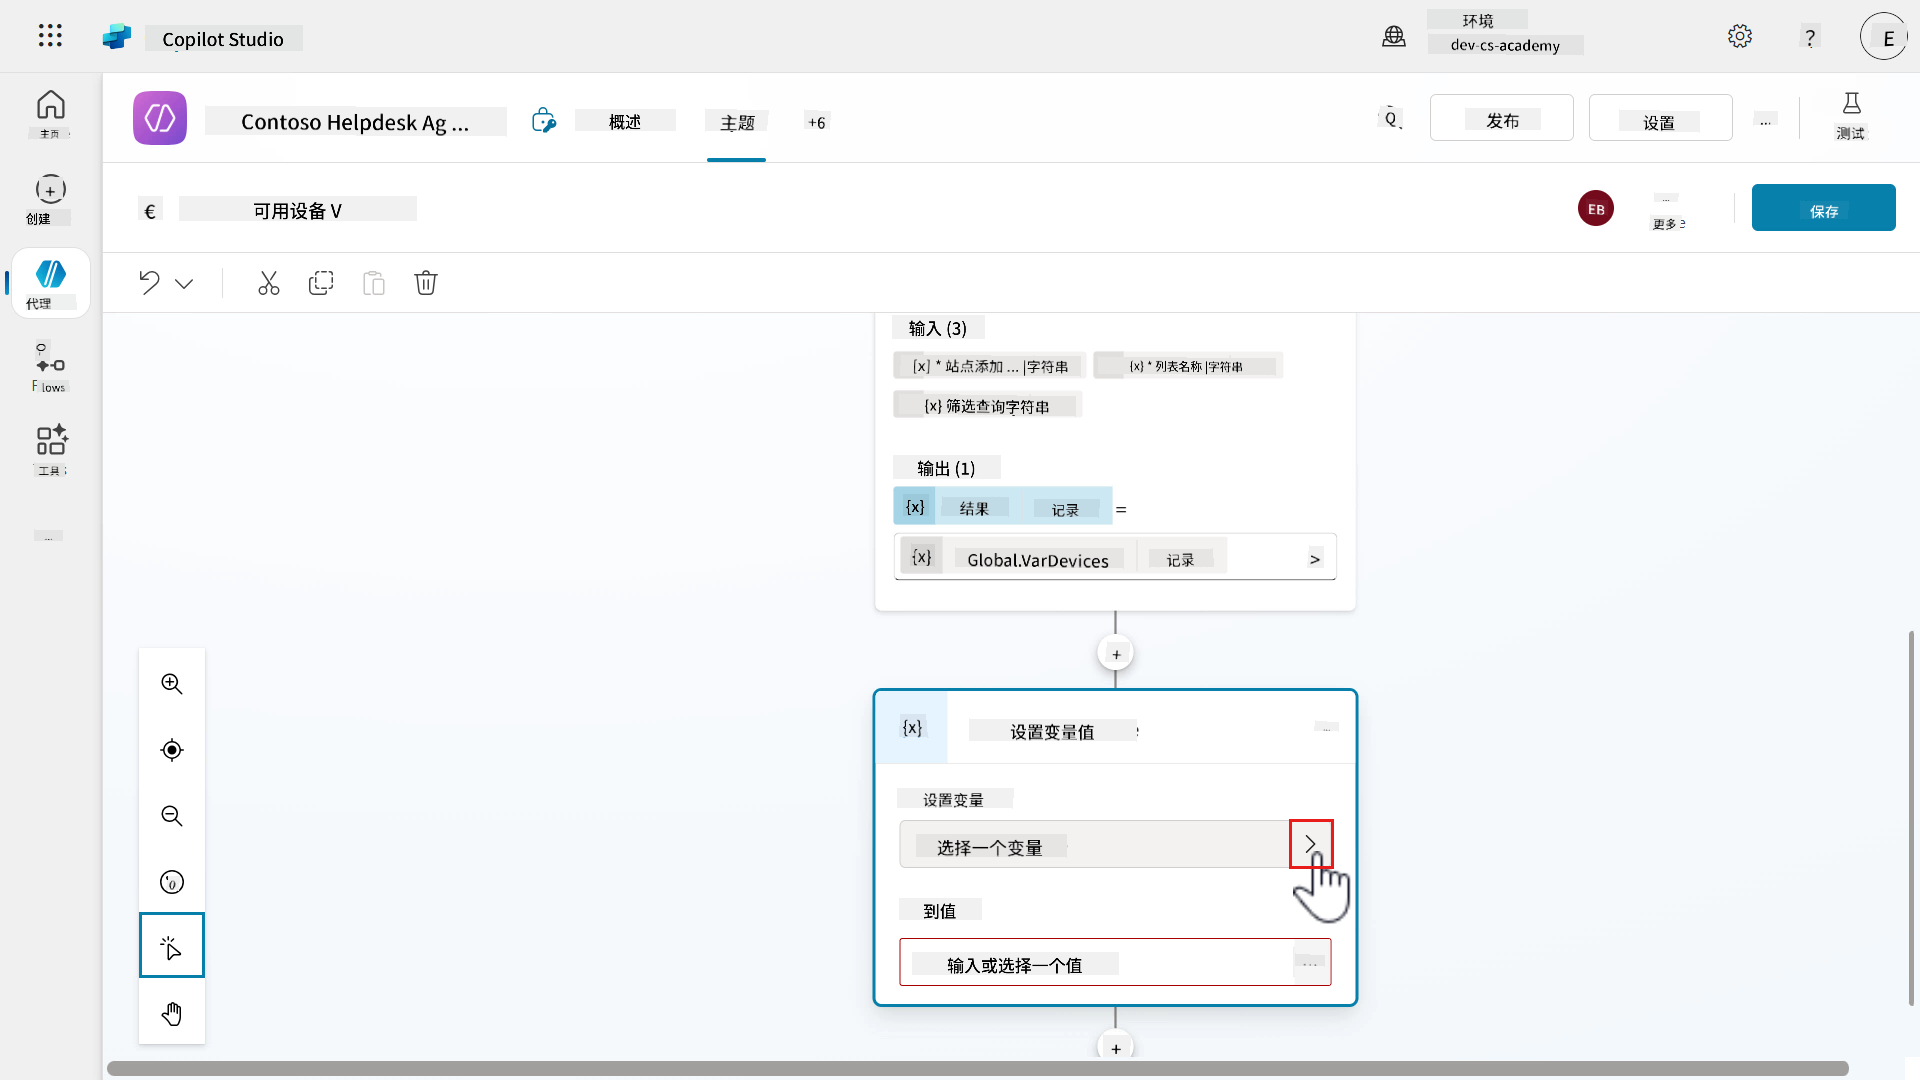 Copilot Studio
环境
dev-cs-academy
?
E
Contoso Helpdesk Ag ...
概述
主题
+6
发布
设置
...
测试
主页
创建
代理
Flows
工具
...
€
可用设备 V
EB
...
更多
保存
输入 (3)
[x] * 站点添加 ... |字符串
{x} * 列表名称 |字符串
{x} 筛选查询字符串
输出 (1)
{x} 结果 记录 =
{x} Global.VarDevices 记录 >
+
{x} 设置变量值 ...
设置变量
选择一个变量
到值
输入或选择一个值 ...
+